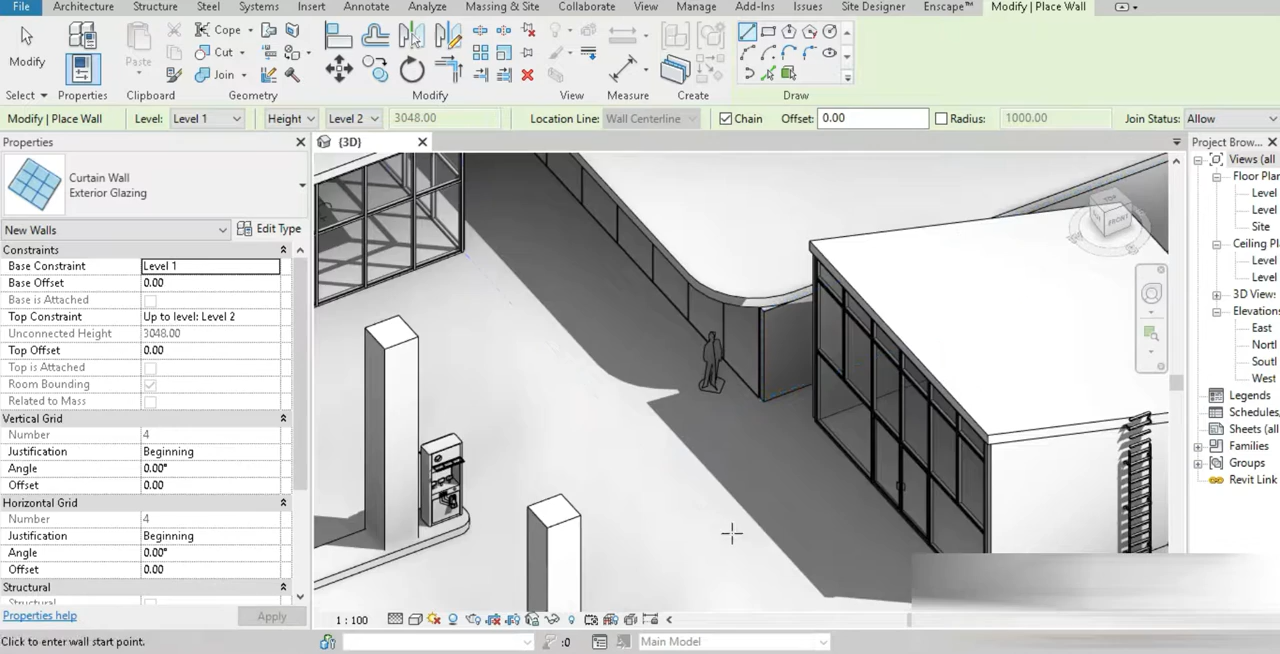 File Architecture Structure Steel Systems Insert Annotate Analyze Massing & Site Collaborate View Manage Add-Ins Issues Site Designer Enscape™ Modify | Place Wall
Modify Paste Cope Cut Join
Select Properties Clipboard Geometry Modify View Measure Create Draw
Modify | Place Wall Level: Level 1 Height Level 2 3048.00 Location Line: Wall Centerline Chain Offset: 0.00 Radius: 1000.00 Join Status: Allow
Properties {3D} Project Brow...
Curtain Wall
Exterior Glazing
New Walls Edit Type
Constraints
Base Constraint Level 1
Base Offset 0.00
Base is Attached
Top Constraint Up to level: Level 2
Unconnected Height 3048.00
Top Offset 0.00
Top is Attached
Room Bounding
Related to Mass
Vertical Grid
Number 4
Justification Beginning
Angle 0.00°
Offset 0.00
Horizontal Grid
Number 4
Justification Beginning
Angle 0.00°
Offset 0.00
Structural
Properties help Apply
TOP
FRONT
Views (all
Floor Plan
Level
Level
Site
Ceiling Pl
Level
Level
3D Views
Elevations
East
North
South
West
Legends
Schedules,
Sheets (all
Families
Groups
Revit Link
1 : 100
Click to enter wall start point. :0 Main Model